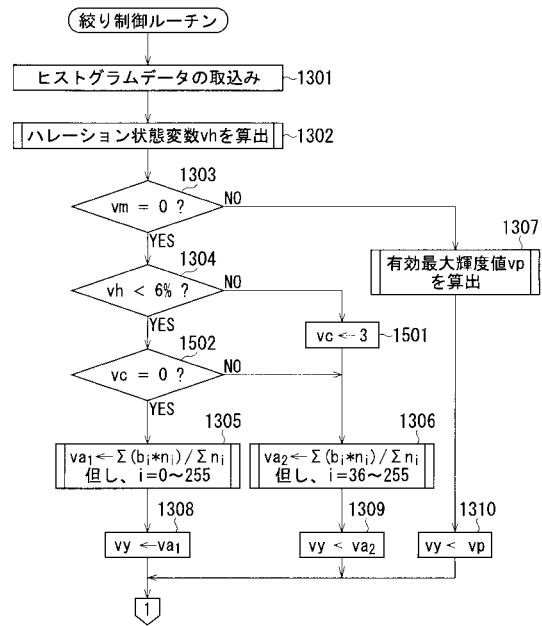 絞り制御ルーチン
ヒストグラムデータの取込み
1301
ハレーション状態変数vhを算出
1302
1303
vm = 0 ?
NO
YES
1304
vh < 6% ?
NO
YES
1307
有効最大輝度値vp
を算出
vc ← 3
1501
1502
vc = 0 ?
NO
YES
1305
va₁←Σ(bᵢ*nᵢ)/Σnᵢ
但し、i=0~255
1306
va₂←Σ(bᵢ*nᵢ)/Σnᵢ
但し、i=36~255
1308
vy ←va₁
1309
vy < va₂
1310
vy < vp
1